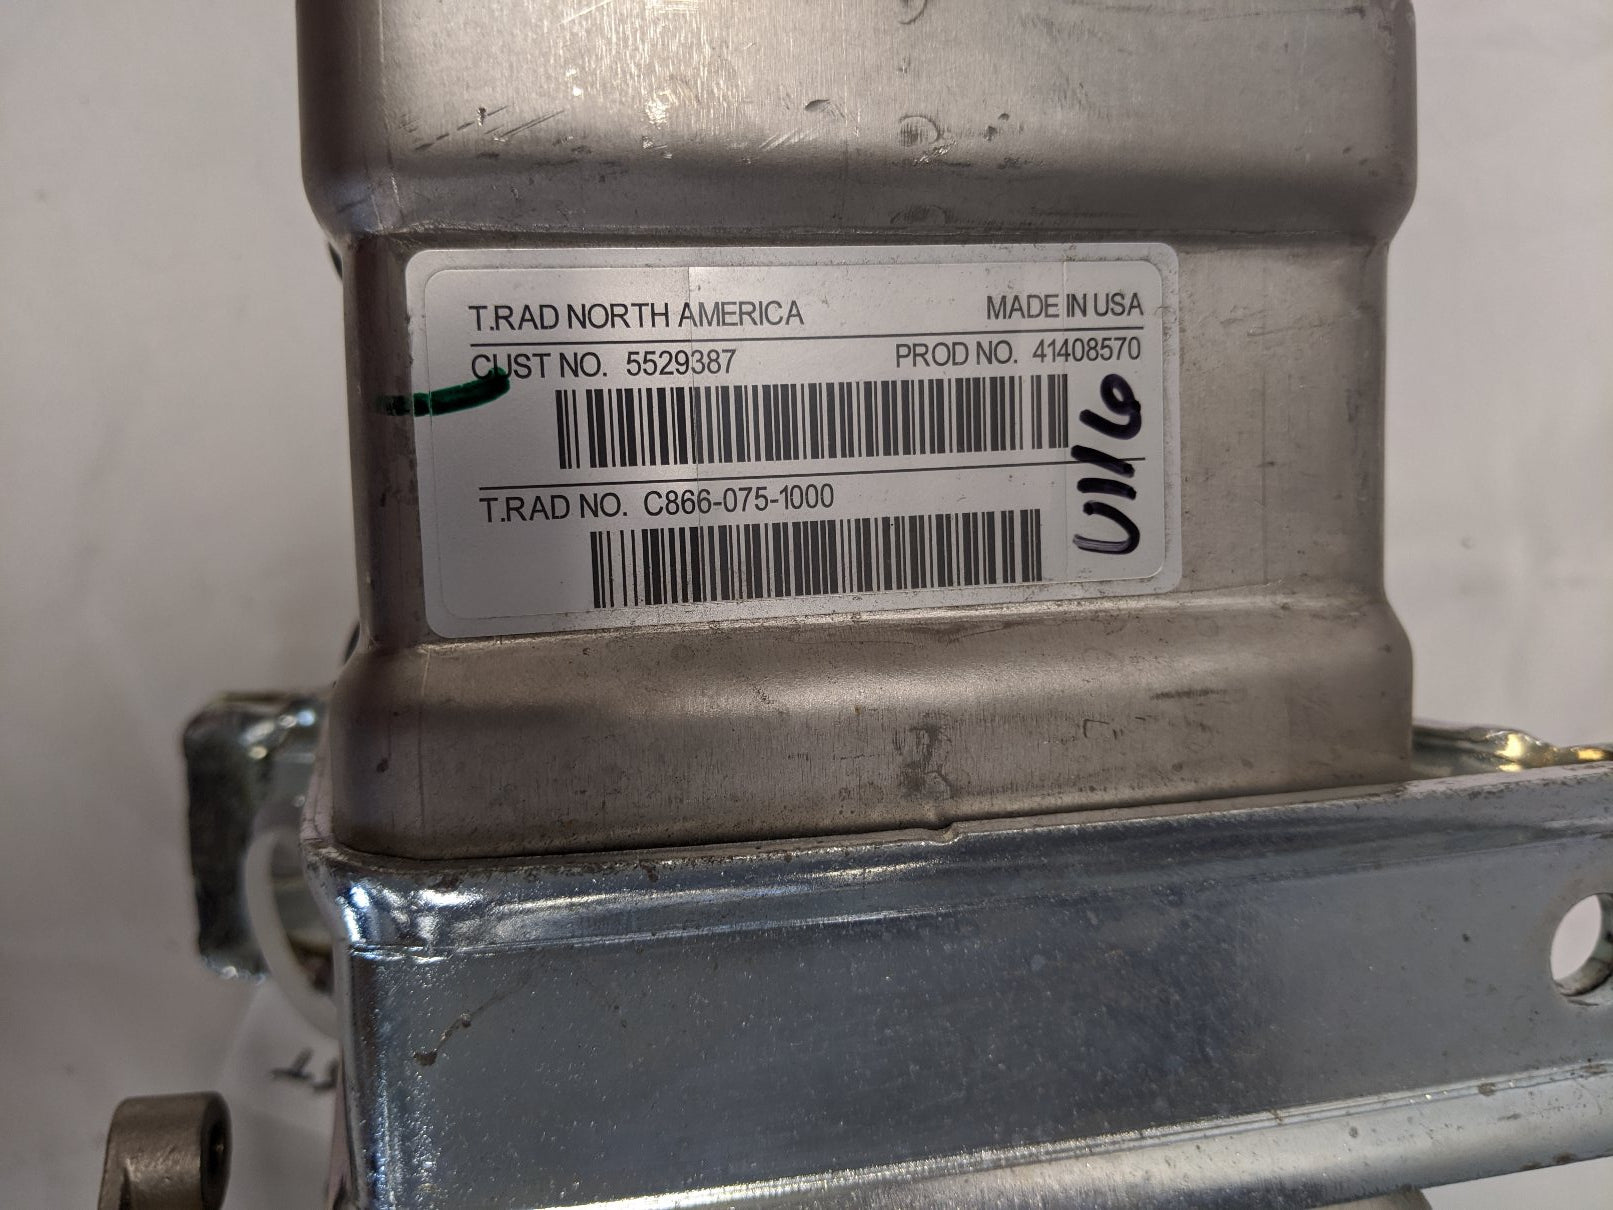 T.RAD NORTH AMERICA MADE IN USA
CUST NO. 5529387 PROD NO. 41408570
T.RAD NO. C866-075-1000
U116